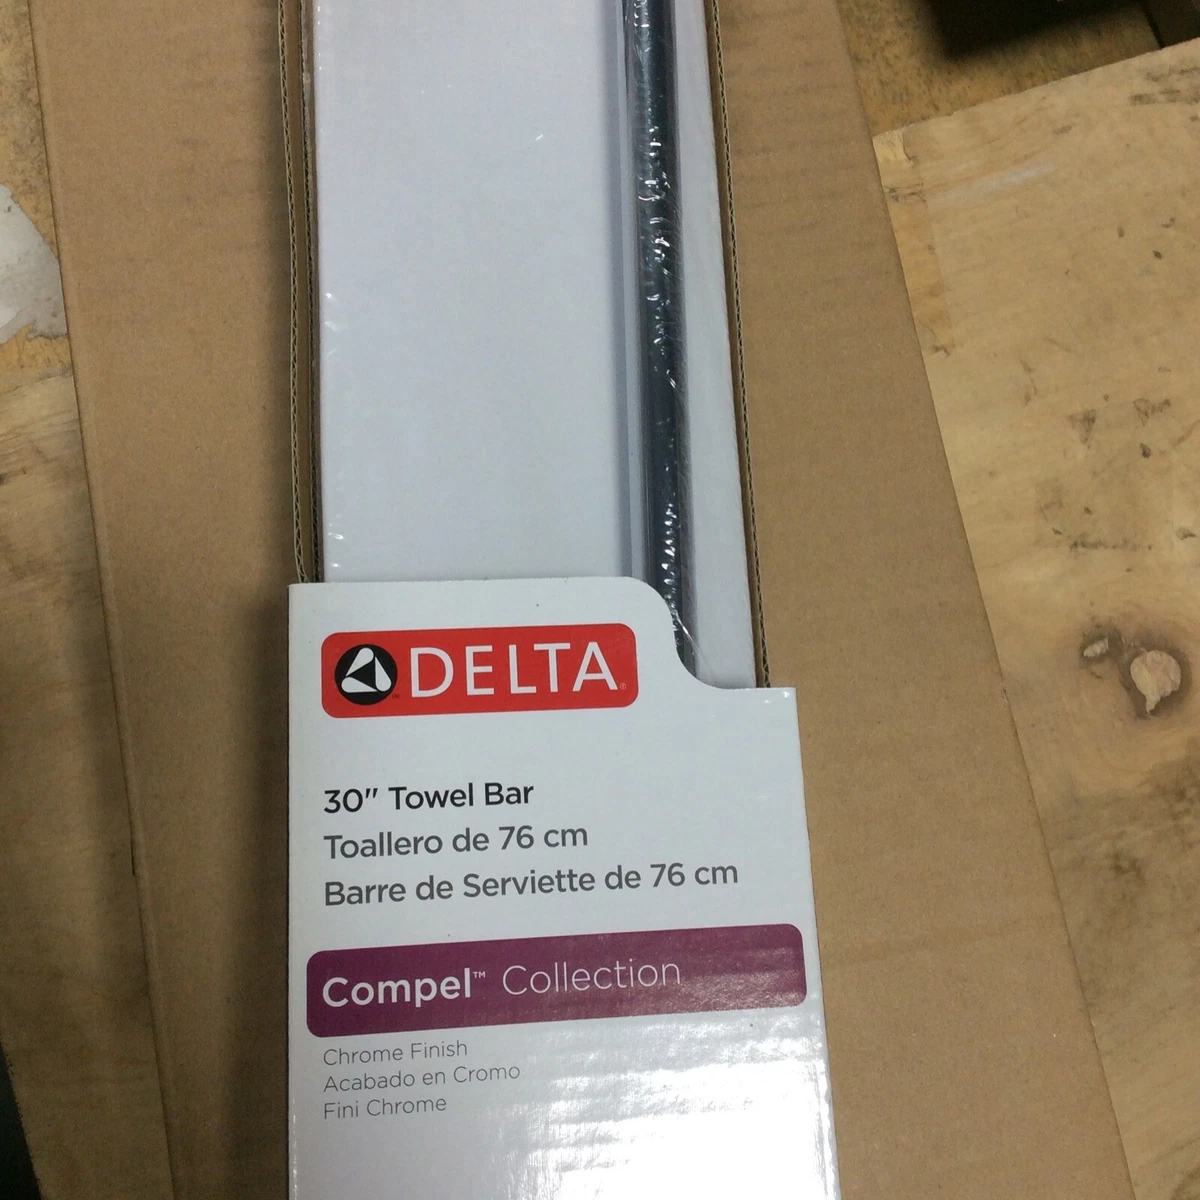 DELTA®
30" Towel Bar
Toallero de 76 cm
Barre de Serviette de 76 cm
Compel™ Collection
Chrome Finish
Acabado en Cromo
Fini Chrome